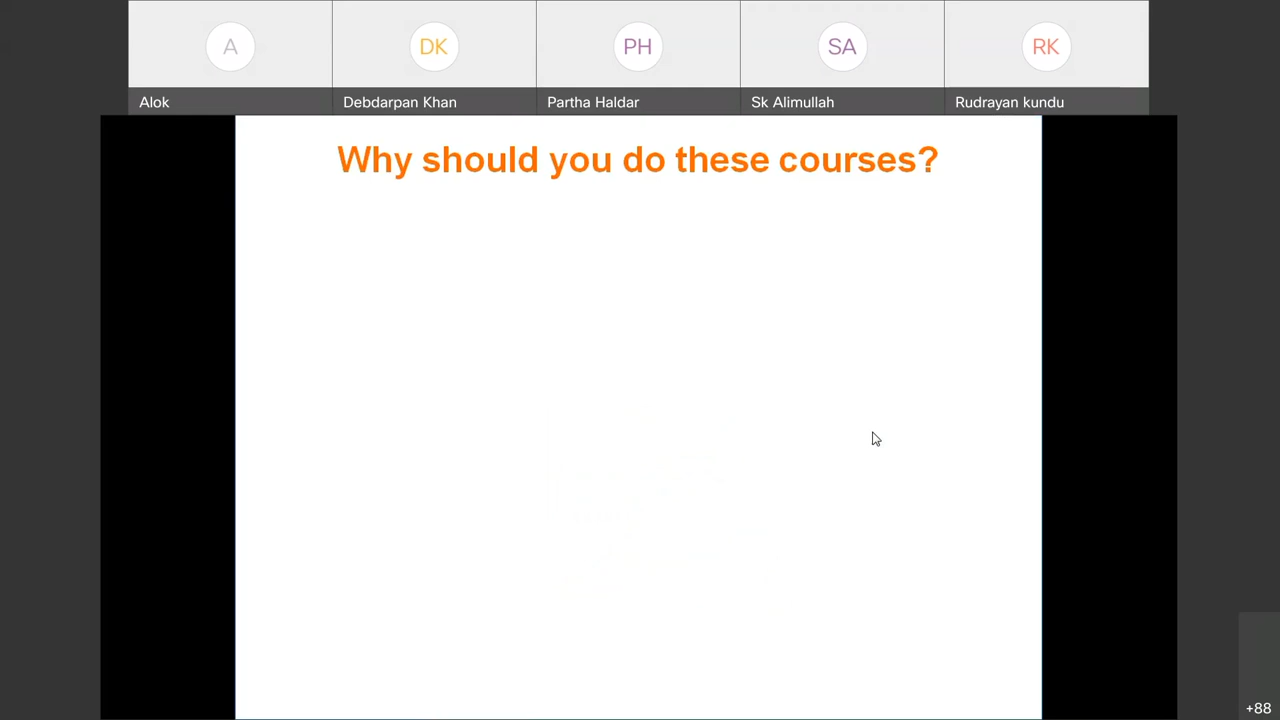 A
DK
PH
SA
RK
Alok
Debdarpan Khan
Partha Haldar
Sk Alimullah
Rudrayan kundu
Why should you do these courses?
+88